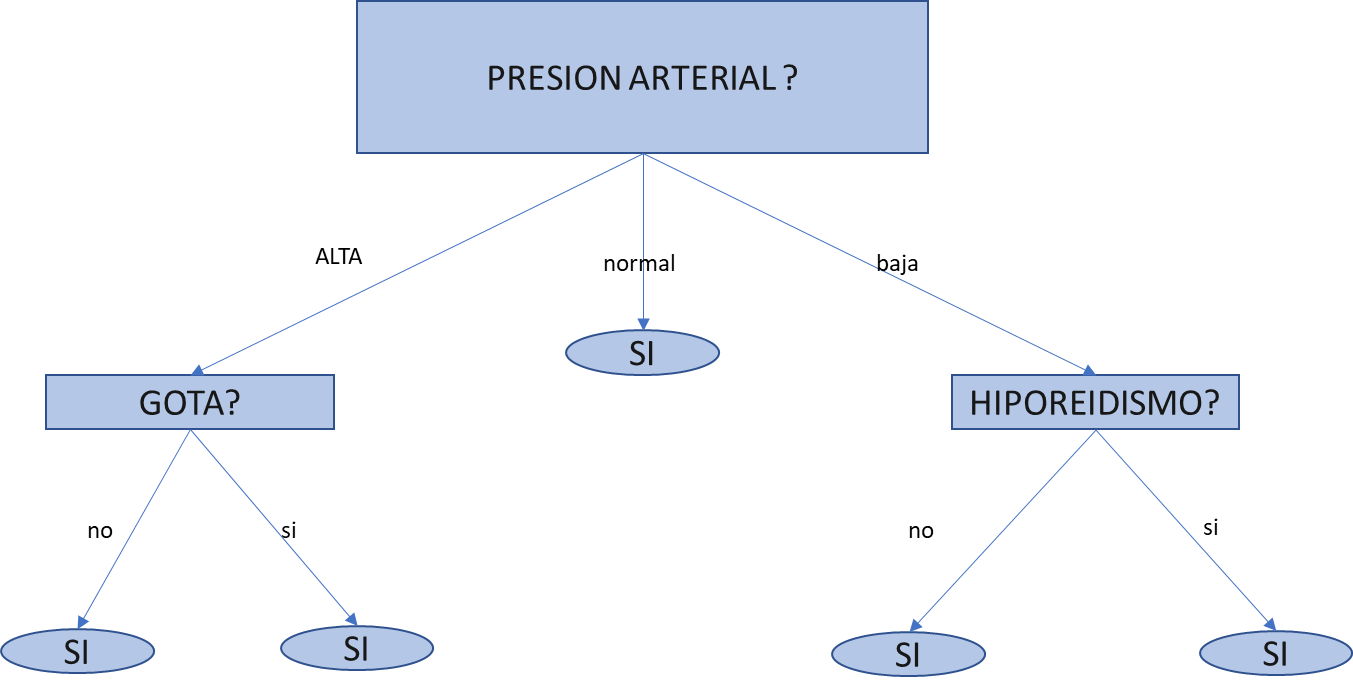 PRESION ARTERIAL ?
ALTA
normal
baja
SI
GOTA?
HIPOREIDISMO?
no
si
no
si
SI
SI
SI
SI